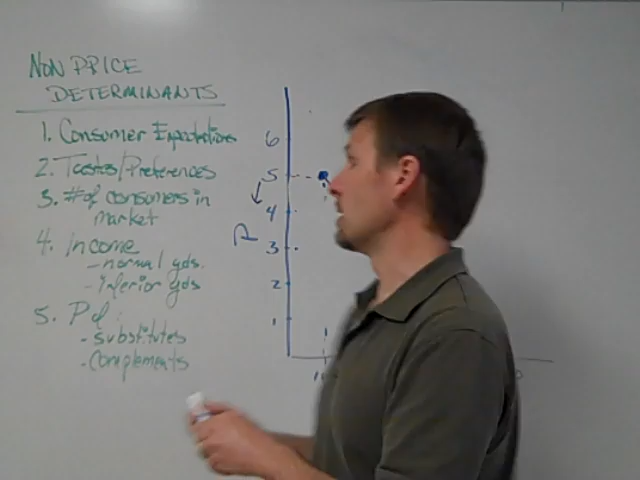 NON PRICE
DETERMINANTS
1. Consumer Expectations
2. Tastes/Preferences
3. # of consumers in
market
4. Income
- normal gds.
- inferior gds
5. P of:
- substitutes
- complements
6
5
4
P
3
2
1